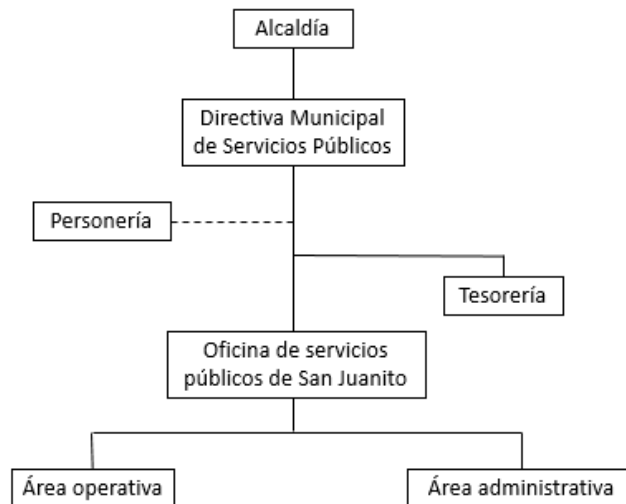 Alcaldía
Directiva Municipal
de Servicios Públicos
Personería
Tesorería
Oficina de servicios
públicos de San Juanito
Área operativa
Área administrativa